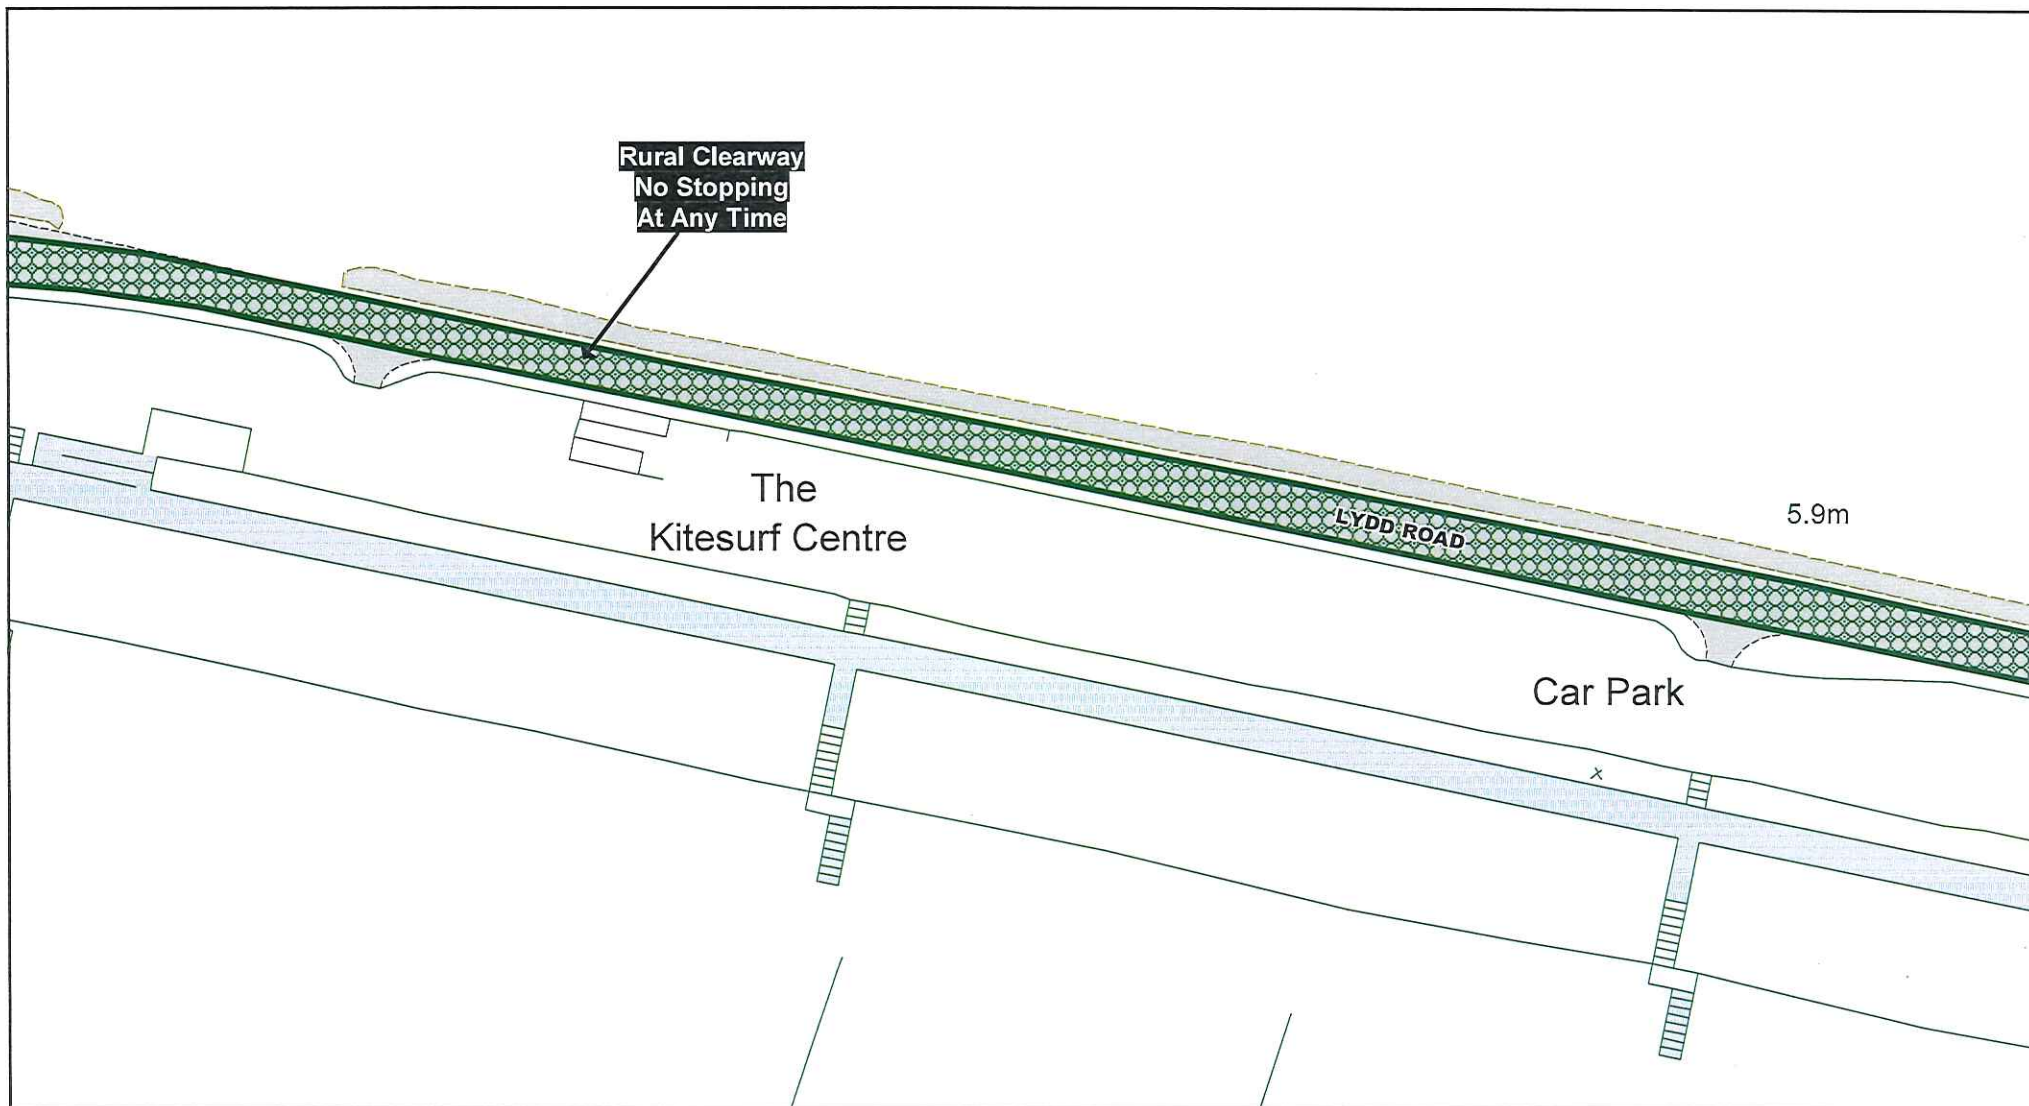 Rural Clearway
No Stopping
At Any Time
LYDD ROAD
5.9m
The
Kitesurf Centre
Car Park
x